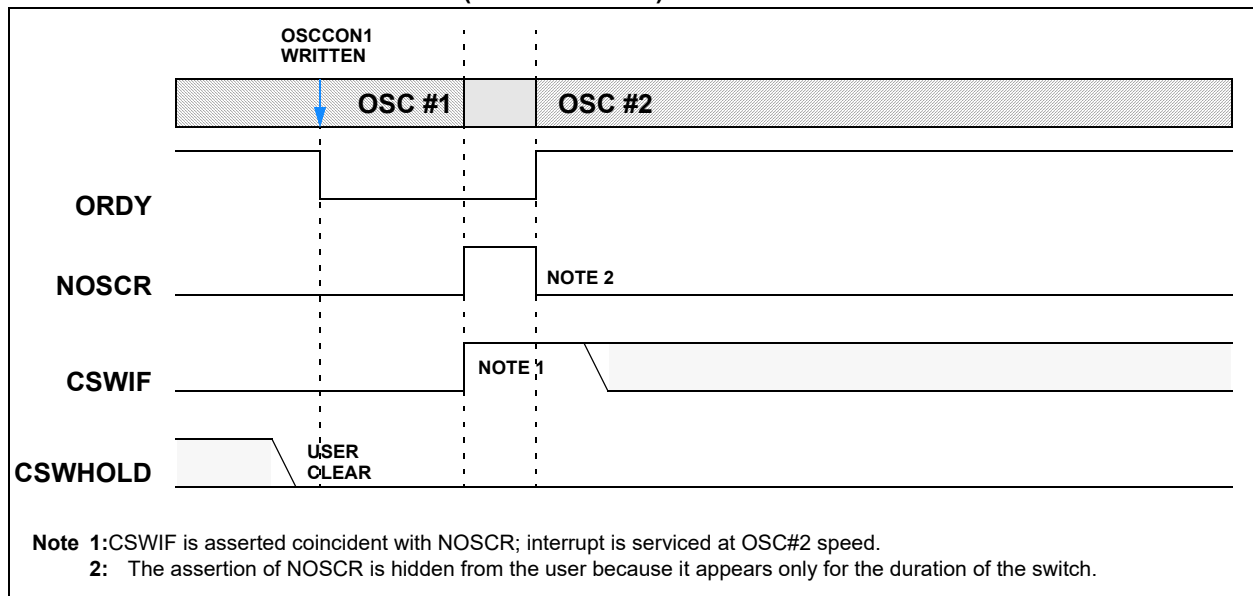 OSCCON1
WRITTEN
OSC #1
OSC #2
ORDY
NOSCR
NOTE 2
CSWIF
NOTE 1
CSWHOLD
USER
CLEAR
Note 1:CSWIF is asserted coincident with NOSCR; interrupt is serviced at OSC#2 speed.
2: The assertion of NOSCR is hidden from the user because it appears only for the duration of the switch.